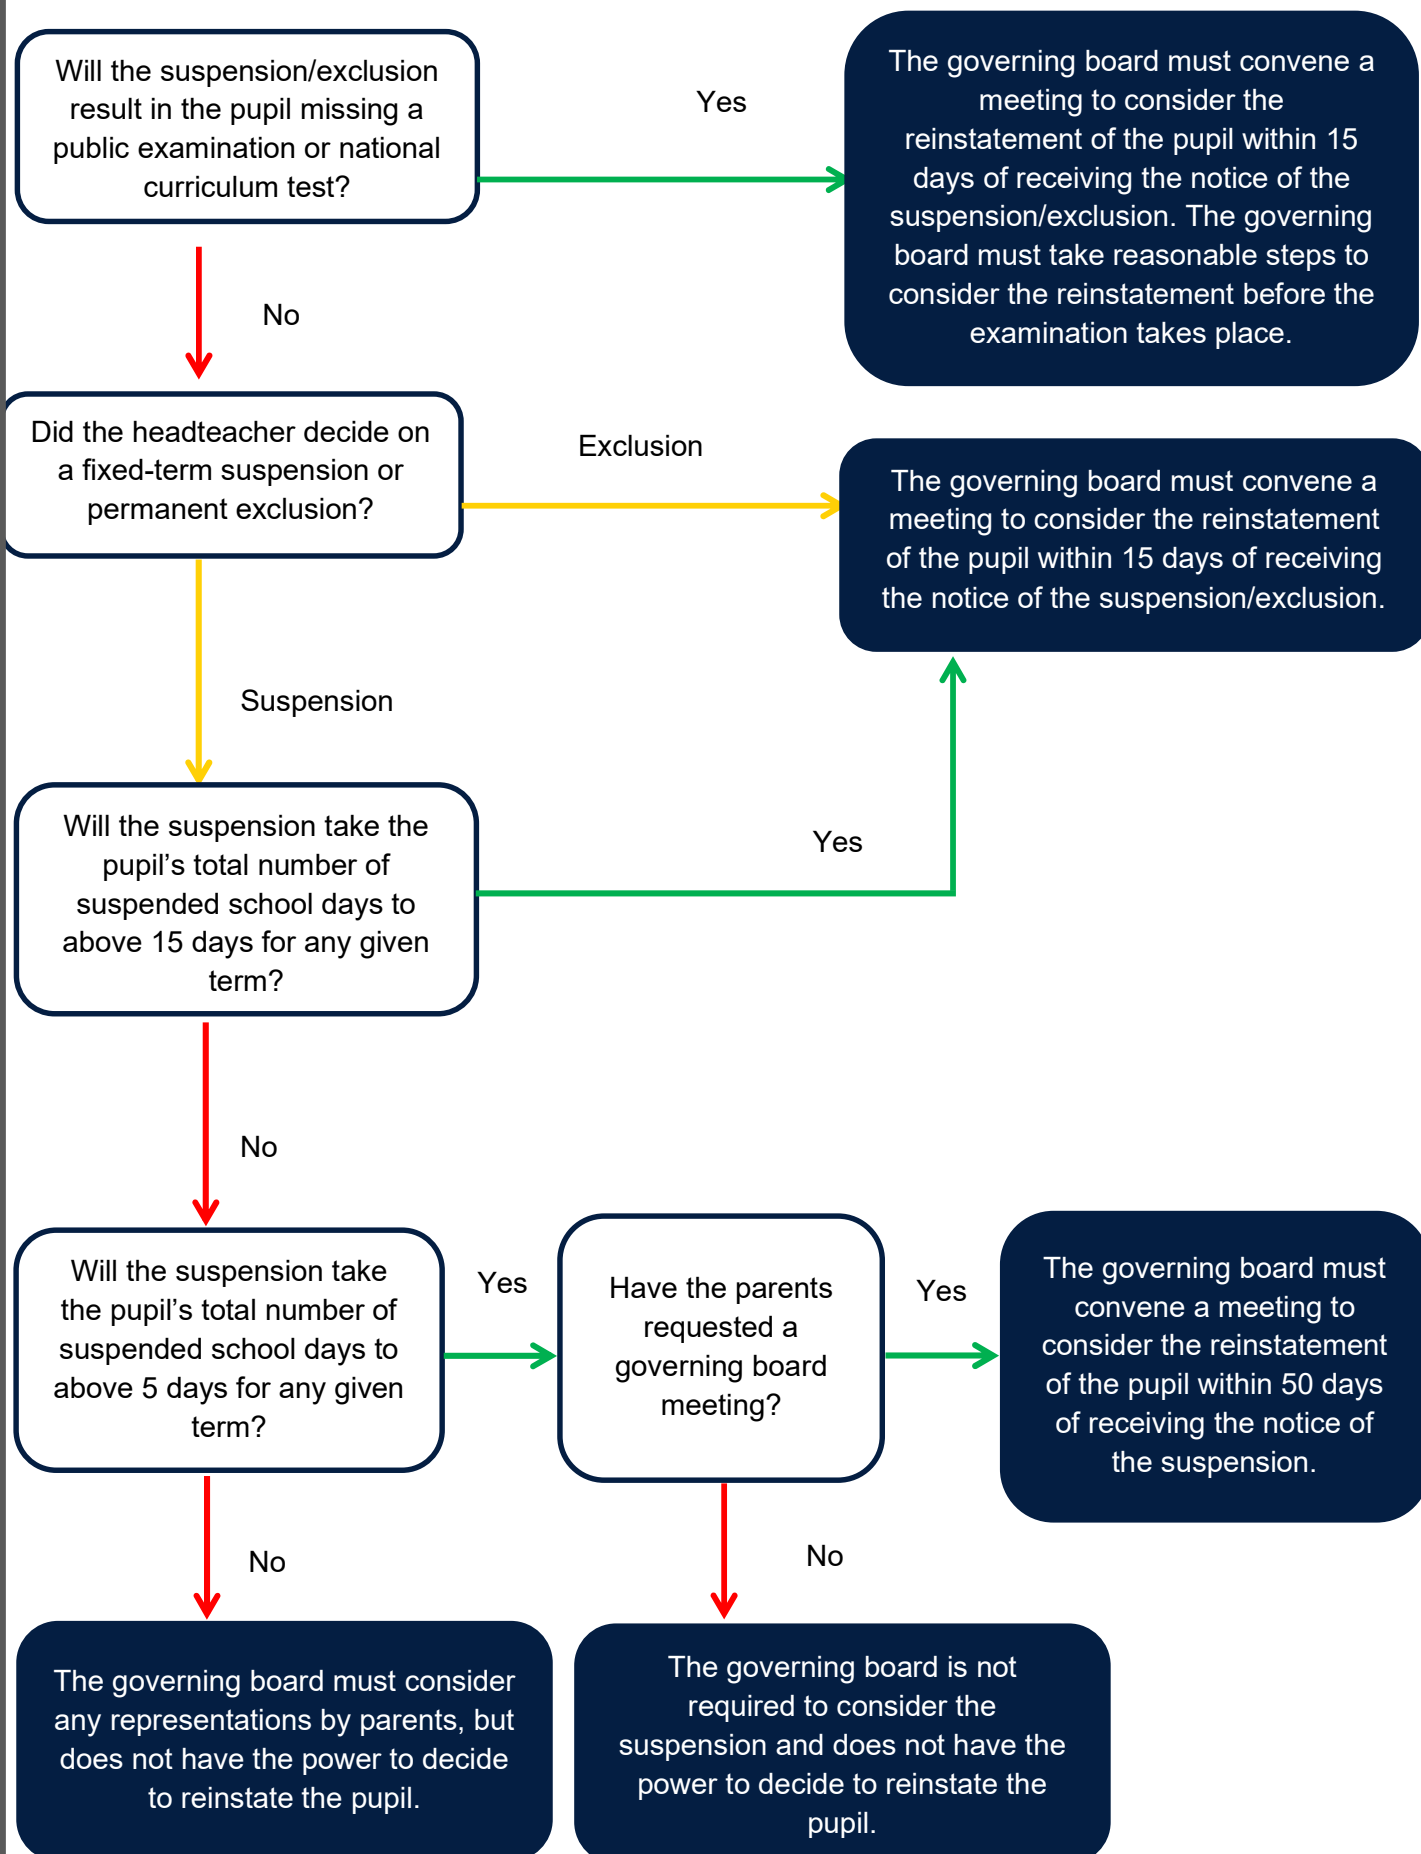 Will the suspension/exclusion
result in the pupil missing a
public examination or national
curriculum test?
Yes
The governing board must convene a
meeting to consider the
reinstatement of the pupil within 15
days of receiving the notice of the
suspension/exclusion. The governing
board must take reasonable steps to
consider the reinstatement before the
examination takes place.
No
Did the headteacher decide on
a fixed-term suspension or
permanent exclusion?
Exclusion
The governing board must convene a
meeting to consider the reinstatement
of the pupil within 15 days of receiving
the notice of the suspension/exclusion.
Suspension
Will the suspension take the
pupil’s total number of
suspended school days to
above 15 days for any given
term?
Yes
No
Will the suspension take
the pupil’s total number of
suspended school days to
above 5 days for any given
term?
Yes
Have the parents
requested a
governing board
meeting?
Yes
The governing board must
convene a meeting to
consider the reinstatement
of the pupil within 50 days
of receiving the notice of
the suspension.
No
No
The governing board must consider
any representations by parents, but
does not have the power to decide
to reinstate the pupil.
The governing board is not
required to consider the
suspension and does not have the
power to decide to reinstate the
pupil.